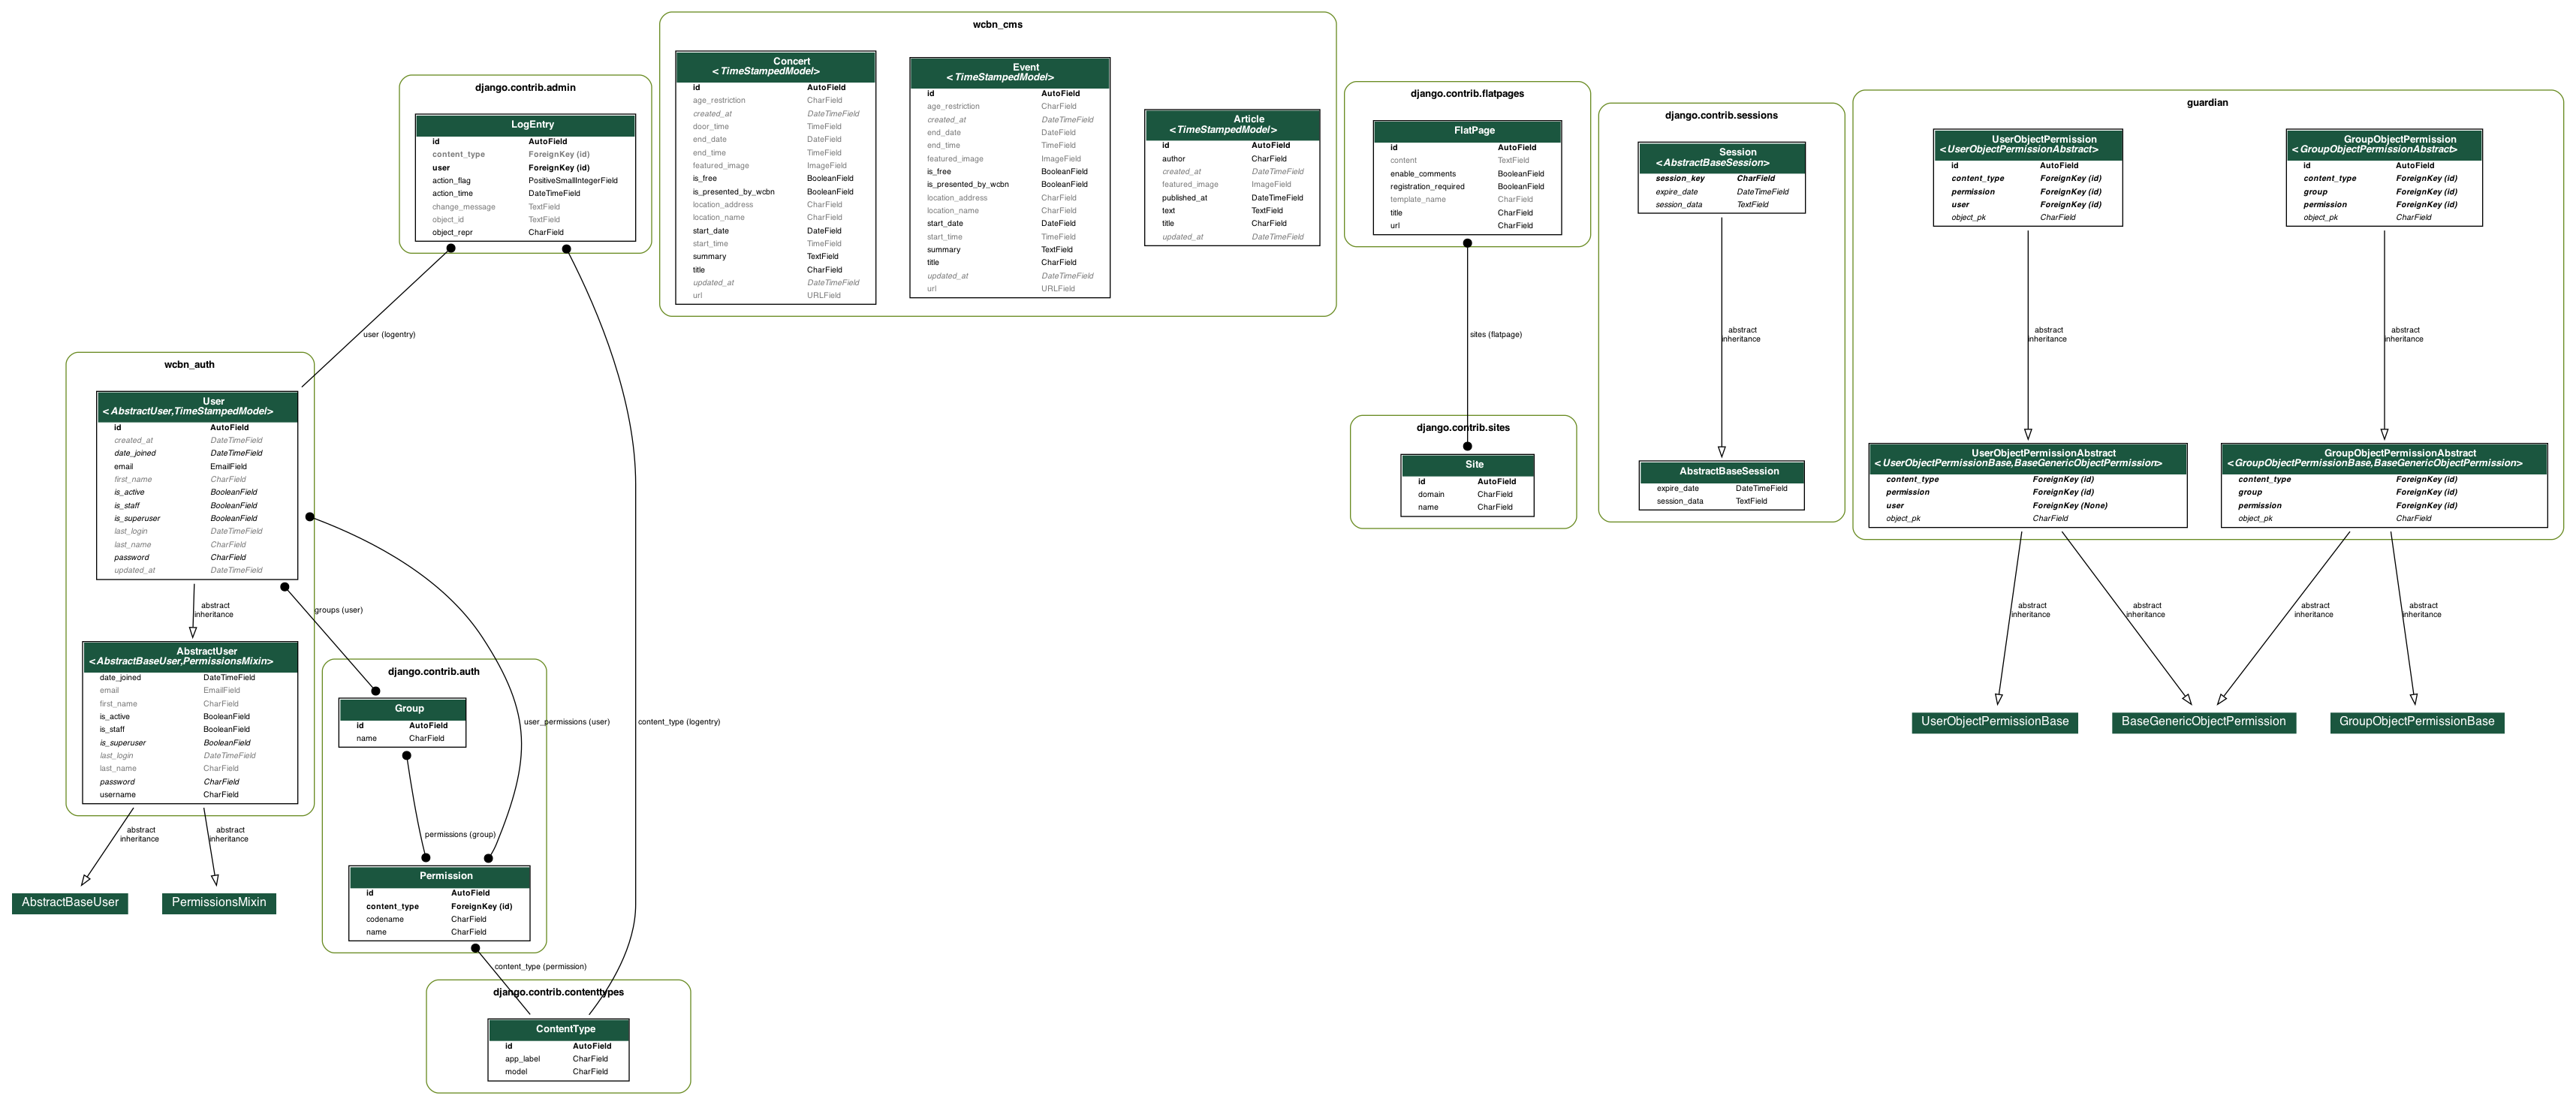 django.contrib.admin
LogEntry
id AutoField
content_type ForeignKey (id)
user ForeignKey (id)
action_flag PositiveSmallIntegerField
action_time DateTimeField
change_message TextField
object_id TextField
object_repr CharField
wcbn_cms
Concert
<TimeStampedModel>
id AutoField
age_restriction CharField
created_at DateTimeField
door_time TimeField
end_date DateField
end_time TimeField
featured_image ImageField
is_free BooleanField
is_presented_by_wcbn BooleanField
location_address CharField
location_name CharField
start_date DateField
start_time TimeField
summary TextField
title CharField
updated_at DateTimeField
url URLField
Event
<TimeStampedModel>
id AutoField
age_restriction CharField
created_at DateTimeField
end_date DateField
end_time TimeField
featured_image ImageField
is_free BooleanField
is_presented_by_wcbn BooleanField
location_address CharField
location_name CharField
start_date DateField
start_time TimeField
summary TextField
title CharField
updated_at DateTimeField
url URLField
Article
<TimeStampedModel>
id AutoField
author CharField
created_at DateTimeField
featured_image ImageField
published_at DateTimeField
text TextField
title CharField
updated_at DateTimeField
django.contrib.flatpages
FlatPage
id AutoField
content TextField
enable_comments BooleanField
registration_required BooleanField
template_name CharField
title CharField
url CharField
django.contrib.sessions
Session
<AbstractBaseSession>
session_key CharField
expire_date DateTimeField
session_data TextField
guardian
UserObjectPermission
<UserObjectPermissionAbstract>
id AutoField
content_type ForeignKey (id)
permission ForeignKey (id)
user ForeignKey (id)
object_pk CharField
GroupObjectPermission
<GroupObjectPermissionAbstract>
id AutoField
content_type ForeignKey (id)
group ForeignKey (id)
permission ForeignKey (id)
object_pk CharField
user (logentry)
sites (flatpage)
abstract
inheritance
abstract
inheritance
abstract
inheritance
wcbn_auth
User
<AbstractUser,TimeStampedModel>
id AutoField
created_at DateTimeField
date_joined DateTimeField
email EmailField
first_name CharField
is_active BooleanField
is_staff BooleanField
is_superuser BooleanField
last_login DateTimeField
last_name CharField
password CharField
updated_at DateTimeField
django.contrib.sites
Site
id AutoField
domain CharField
name CharField
AbstractBaseSession
expire_date DateTimeField
session_data TextField
UserObjectPermissionAbstract
<UserObjectPermissionBase,BaseGenericObjectPermission>
content_type ForeignKey (id)
permission ForeignKey (id)
user ForeignKey (None)
object_pk CharField
GroupObjectPermissionAbstract
<GroupObjectPermissionBase,BaseGenericObjectPermission>
content_type ForeignKey (id)
group ForeignKey (id)
permission ForeignKey (id)
object_pk CharField
abstract
inheritance
groups (user)
abstract
inheritance
abstract
inheritance
abstract
inheritance
abstract
inheritance
AbstractUser
<AbstractBaseUser,PermissionsMixin>
date_joined DateTimeField
email EmailField
first_name CharField
is_active BooleanField
is_staff BooleanField
is_superuser BooleanField
last_login DateTimeField
last_name CharField
password CharField
username CharField
django.contrib.auth
Group
id AutoField
name CharField
user_permissions (user)
content_type (logentry)
UserObjectPermissionBase
BaseGenericObjectPermission
GroupObjectPermissionBase
abstract
inheritance
abstract
inheritance
permissions (group)
AbstractBaseUser
PermissionsMixin
Permission
id AutoField
content_type ForeignKey (id)
codename CharField
name CharField
content_type (permission)
django.contrib.contenttypes
ContentType
id AutoField
app_label CharField
model CharField